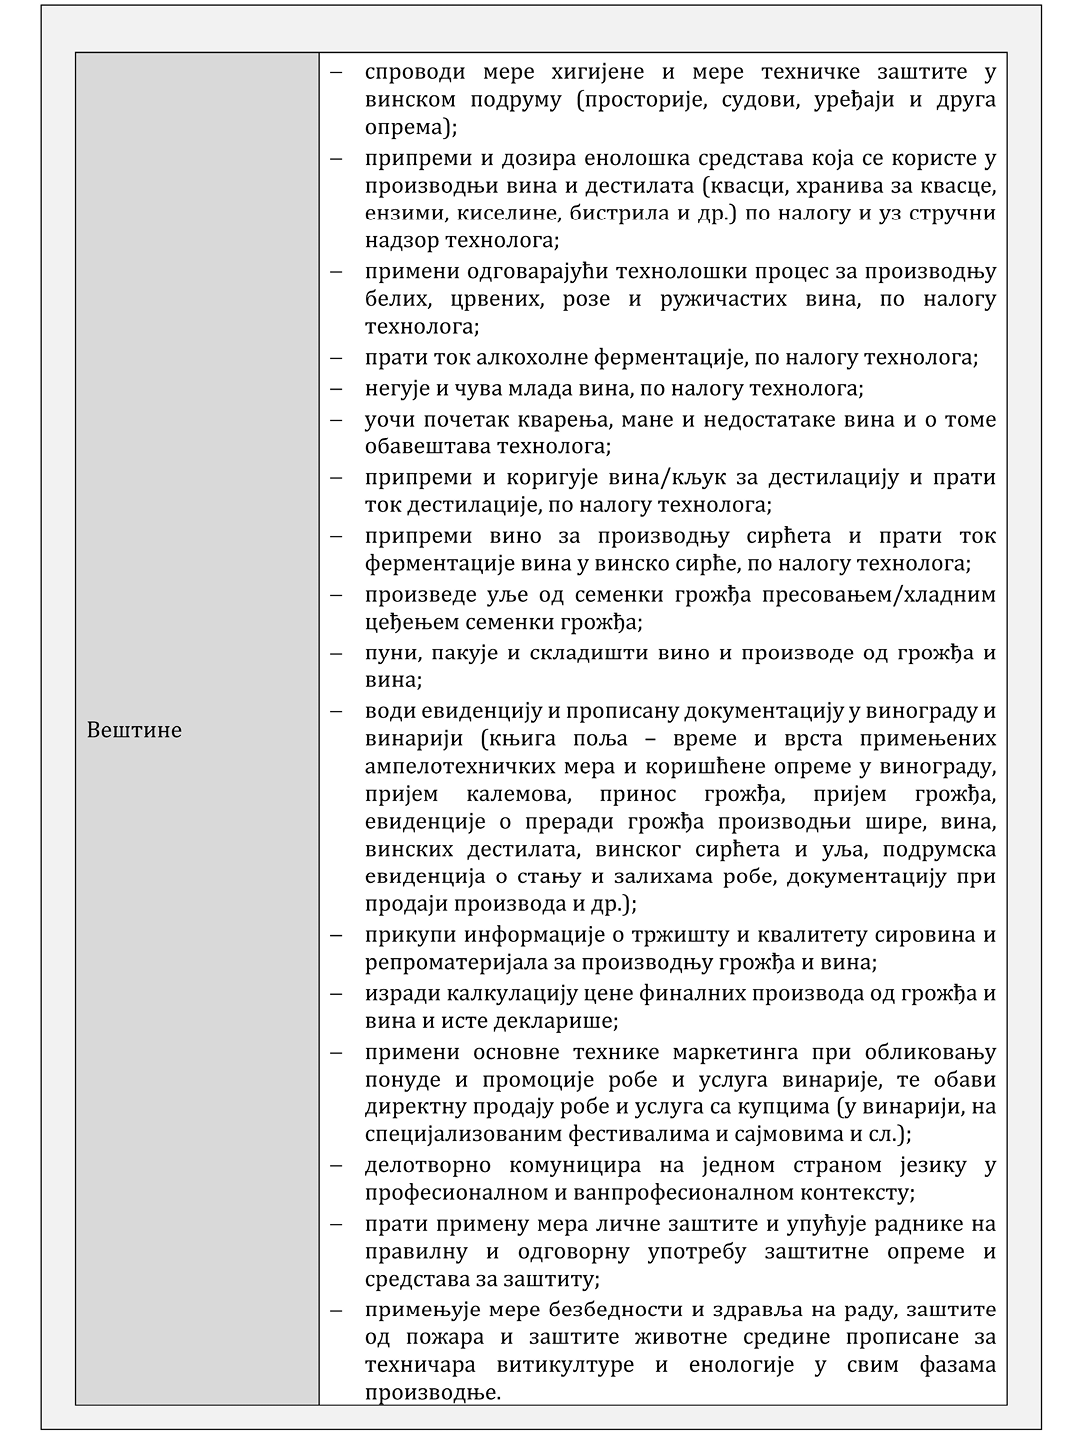 Вештине
– спроводи мере хигијене и мере техничке заштите у
винском подруму (просторије, судови, уређаји и друга
опрема);
– припреми и дозира енолошка средстава која се користе у
производњи вина и дестилата (квасци, хранива за квасце,
ензими, киселине, бистрила и др.) по налогу и уз стручни
надзор технолога;
– примени одговарајући технолошки процес за производњу
белих, црвених, розе и ружичастих вина, по налогу
технолога;
– прати ток алкохолне ферментације, по налогу технолога;
– негује и чува млада вина, по налогу технолога;
– уочи почетак кварења, мане и недостатаке вина и о томе
обавештава технолога;
– припреми и коригује вина/кљук за дестилацију и прати
ток дестилације, по налогу технолога;
– припреми вино за производњу сирћета и прати ток
ферментације вина у винско сирће, по налогу технолога;
– произведе уље од семенки грожђа пресовањем/хладним
цеђењем семенки грожђа;
– пуни, пакује и складишти вино и производе од грожђа и
вина;
– води евиденцију и прописану документацију у винограду и
винарији (књига поља – време и врста примењених
ампелотехничких мера и коришћене опреме у винограду,
пријем калемова, принос грожђа, пријем грожђа,
евиденције о преради грожђа производњи шире, вина,
винских дестилата, винског сирћета и уља, подрумска
евиденција о стању и залихама робе, документацију при
продаји производа и др.);
– прикупи информације о тржишту и квалитету сировина и
репроматеријала за производњу грожђа и вина;
– изради калкулацију цене финалних производа од грожђа и
вина и исте декларише;
– примени основне технике маркетинга при обликовању
понуде и промоције робе и услуга винарије, те обави
директну продају робе и услуга са купцима (у винарији, на
специјализованим фестивалима и сајмовима и сл.);
– делотворно комуницира на једном страном језику у
професионалном и ванпрофесионалном контексту;
– прати примену мера личне заштите и упућује раднике на
правилну и одговорну употребу заштитне опреме и
средстава за заштиту;
– примењује мере безбедности и здравља на раду, заштите
од пожара и заштите животне средине прописане за
техничара витикултуре и енологије у свим фазама
производње.